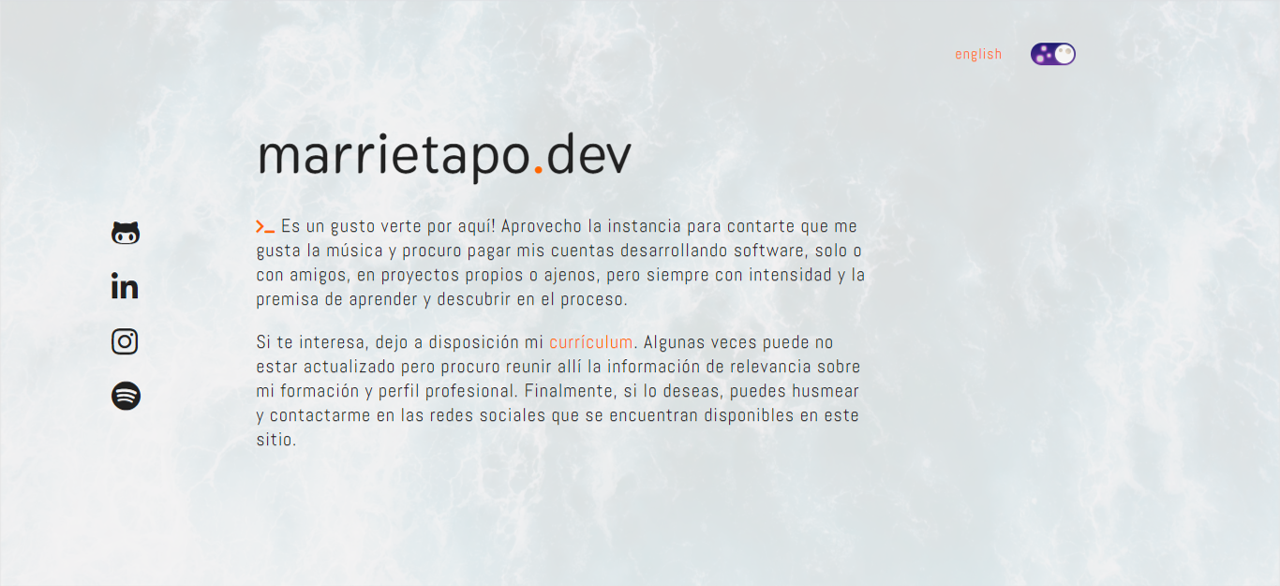 english
marrietapo.dev
Es un gusto verte por aquí! Aprovecho la instancia para contarte que me
gusta la música y procuro pagar mis cuentas desarrollando software, solo o
con amigos, en proyectos propios o ajenos, pero siempre con intensidad y la
premisa de aprender y descubrir en el proceso.
Si te interesa, dejo a disposición mi currículum. Algunas veces puede no
estar actualizado pero procuro reunir allí la información de relevancia sobre
mi formación y perfil profesional. Finalmente, si lo deseas, puedes husmear
y contactarme en las redes sociales que se encuentran disponibles en este
sitio.